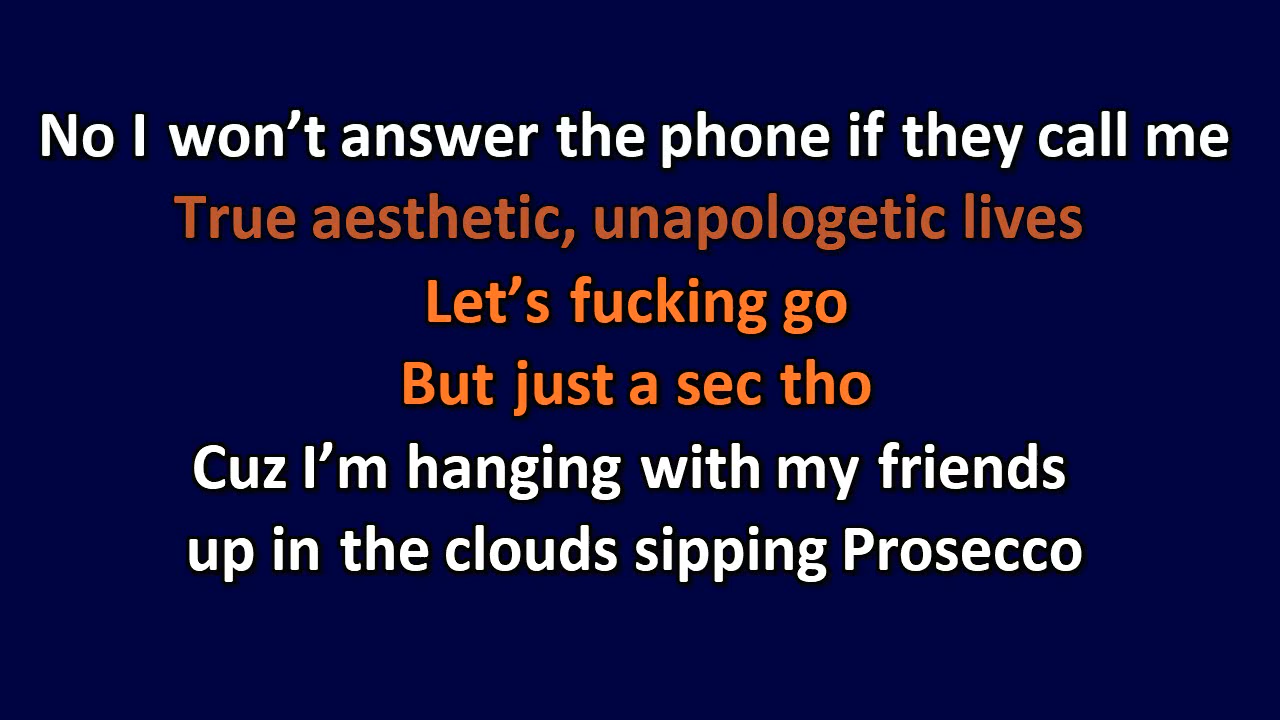 No I won’t answer the phone if they call me
True aesthetic, unapologetic lives
Let’s fucking go
But just a sec tho
Cuz I’m hanging with my friends
up in the clouds sipping Prosecco